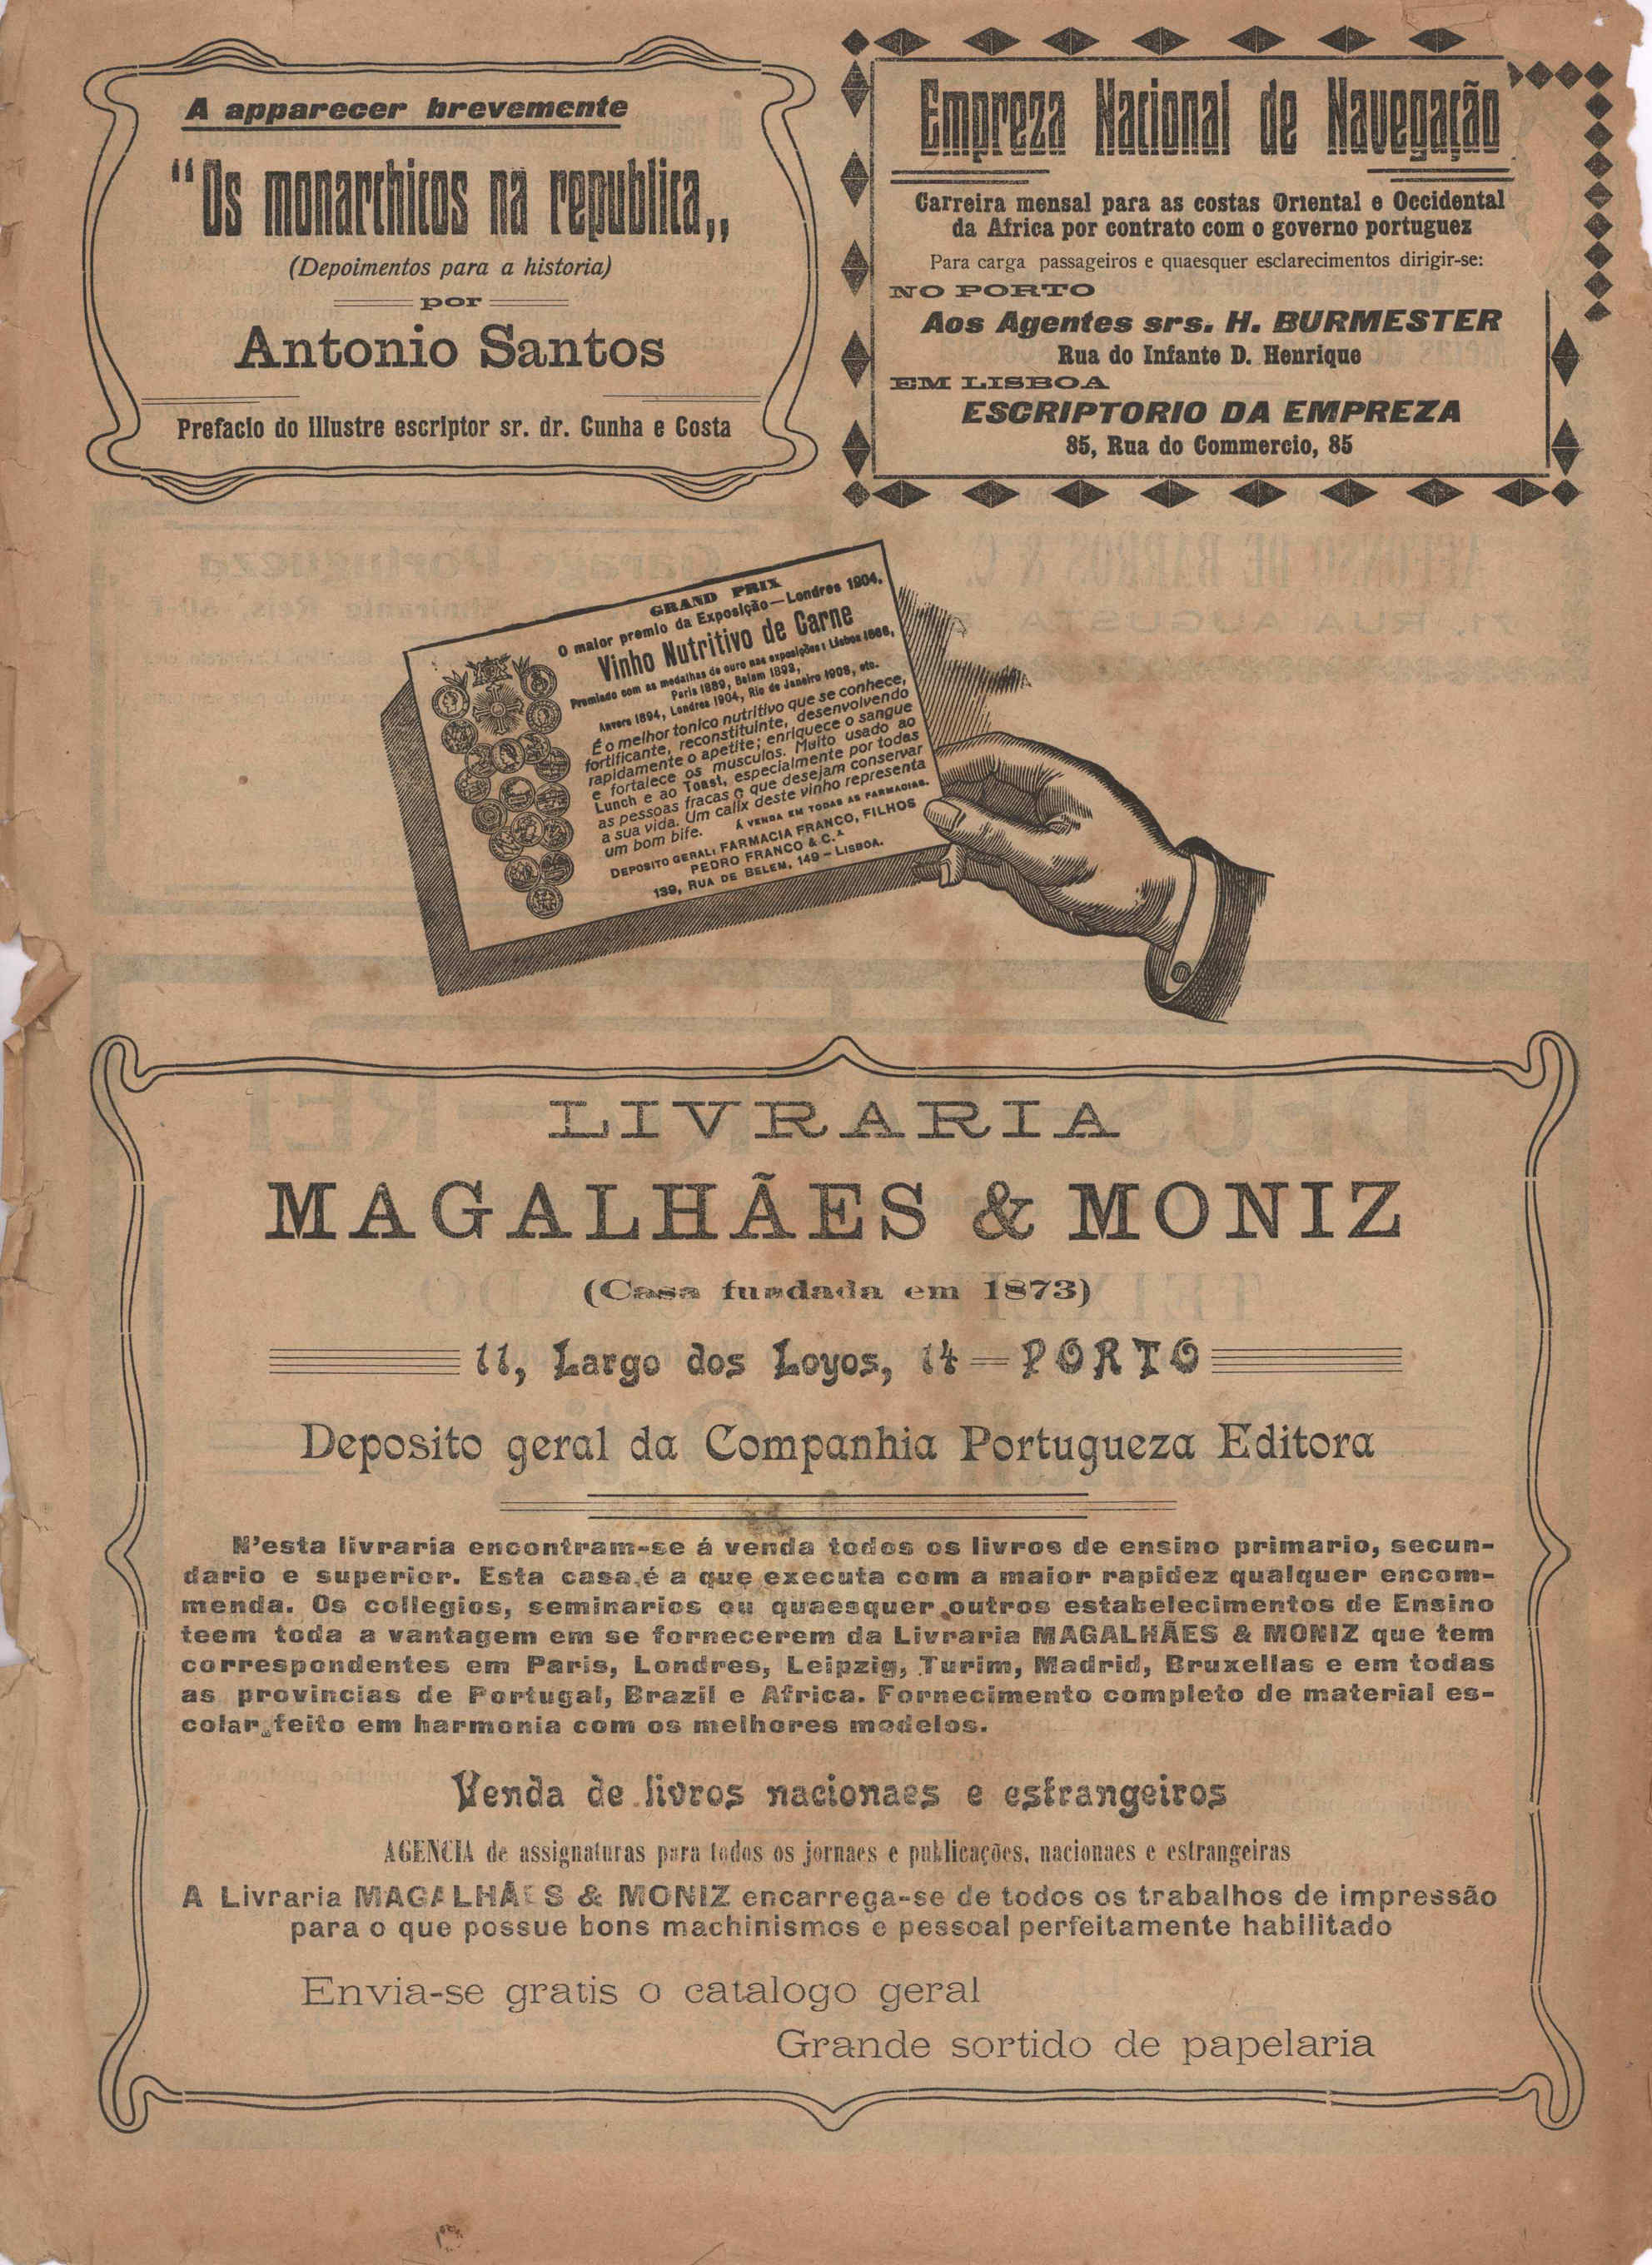 A apparecer brevemente
"Os monarchicos na republica„
(Depoimentos para a historia)
por
Antonio Santos
Prefacio do illustre escriptor sr. dr. Cunha e Costa
Empreza Nacional de Navegação
Carreira mensal para as costas Oriental e Occidental
da Africa por contrato com o governo portuguez
Para carga passageiros e quaesquer esclarecimentos dirigir-se:
NO PORTO
Aos Agentes srs. H. BURMESTER
Rua do Infante D. Henrique
EM LISBOA
ESCRIPTORIO DA EMPREZA
85, Rua do Commercio, 85
GRAND PRIX
O maior premio da Exposição—Londres 1904.
Vinho Nutritivo de Carne
Premiado com as medalhas de ouro nas exposições: Lisboa 1888,
Paris 1889, Belem 1893,
Anvers 1894, Londres 1904, Rio de Janeiro 1908, etc.
É o melhor tonico nutritivo que se conhece,
fortificante, reconstituinte, desenvolvendo
rapidamente o apetite; enriquece o sangue
e fortalece os musculos. Muito usado ao
Lunch e ao Toast, especialmente por todas
as pessoas fracas e que desejam conservar
a sua vida. Um calix deste vinho representa
um bom bife. Á VENDA EM TODAS AS FARMACIAS.
DEPOSITO GERAL: FARMACIA FRANCO, FILHOS
PEDRO FRANCO & C.ª
139, RUA DE BELEM, 149 – LISBOA.
LIVRARIA
MAGALHÃES & MONIZ
(Casa fundada em 1873)
11, Largo dos Loyos, 14 — PORTO
Deposito geral da Companhia Portugueza Editora
N'esta livraria encontram-se á venda todos os livros de ensino primario, secun-
dario e superior. Esta casa é a que executa com a maior rapidez qualquer encom-
menda. Os collegios, seminarios ou quaesquer outros estabelecimentos de Ensino
teem toda a vantagem em se fornecerem da Livraria MAGALHÃES & MONIZ que tem
correspondentes em Paris, Londres, Leipzig, Turim, Madrid, Bruxellas e em todas
as provincias de Portugal, Brazil e Africa. Fornecimento completo de material es-
colar feito em harmonia com os melhores modelos.
Venda de livros nacionaes e estrangeiros
AGENCIA de assignaturas para todos os jornaes e publicações, nacionaes e estrangeiras
A Livraria MAGALHÃES & MONIZ encarrega-se de todos os trabalhos de impressão
para o que possue bons machinismos e pessoal perfeitamente habilitado
Envia-se gratis o catalogo geral
Grande sortido de papelaria